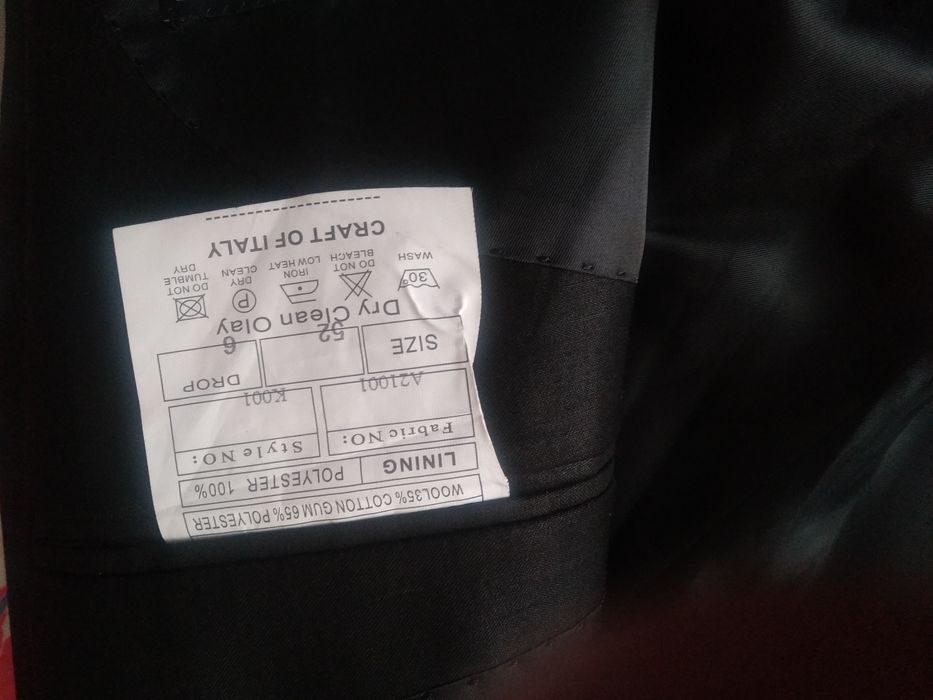 WOOL35% COTTON GUM 65% POLYESTER
LINING POLYESTER 100%
Fabric NO: Style NO:
A21001 K001
SIZE 52 DROP 6
Dry Clean Olay
30°
P
WASH DO NOT BLEACH IRON LOW HEAT DRY CLEAN DO NOT TUMBLE DRY
CRAFT OF ITALY